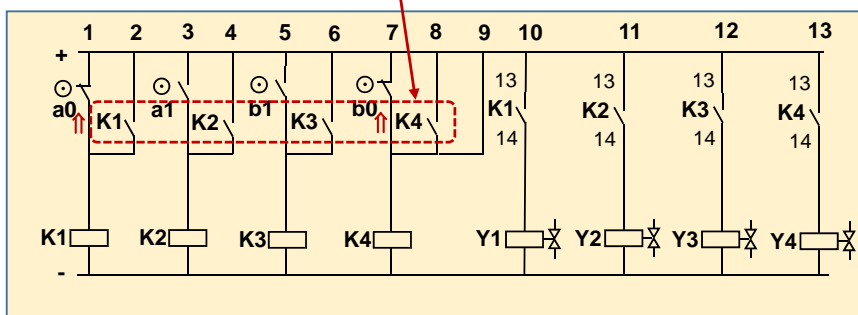 1 2 3 4 5 6 7 8 9 10 11 12 13
+
13 13 13 13
a0 K1 a1 K2 b1 K3 b0 K4 K1 K2 K3 K4
14 14 14 14
K1 K2 K3 K4 Y1 Y2 Y3 Y4
-